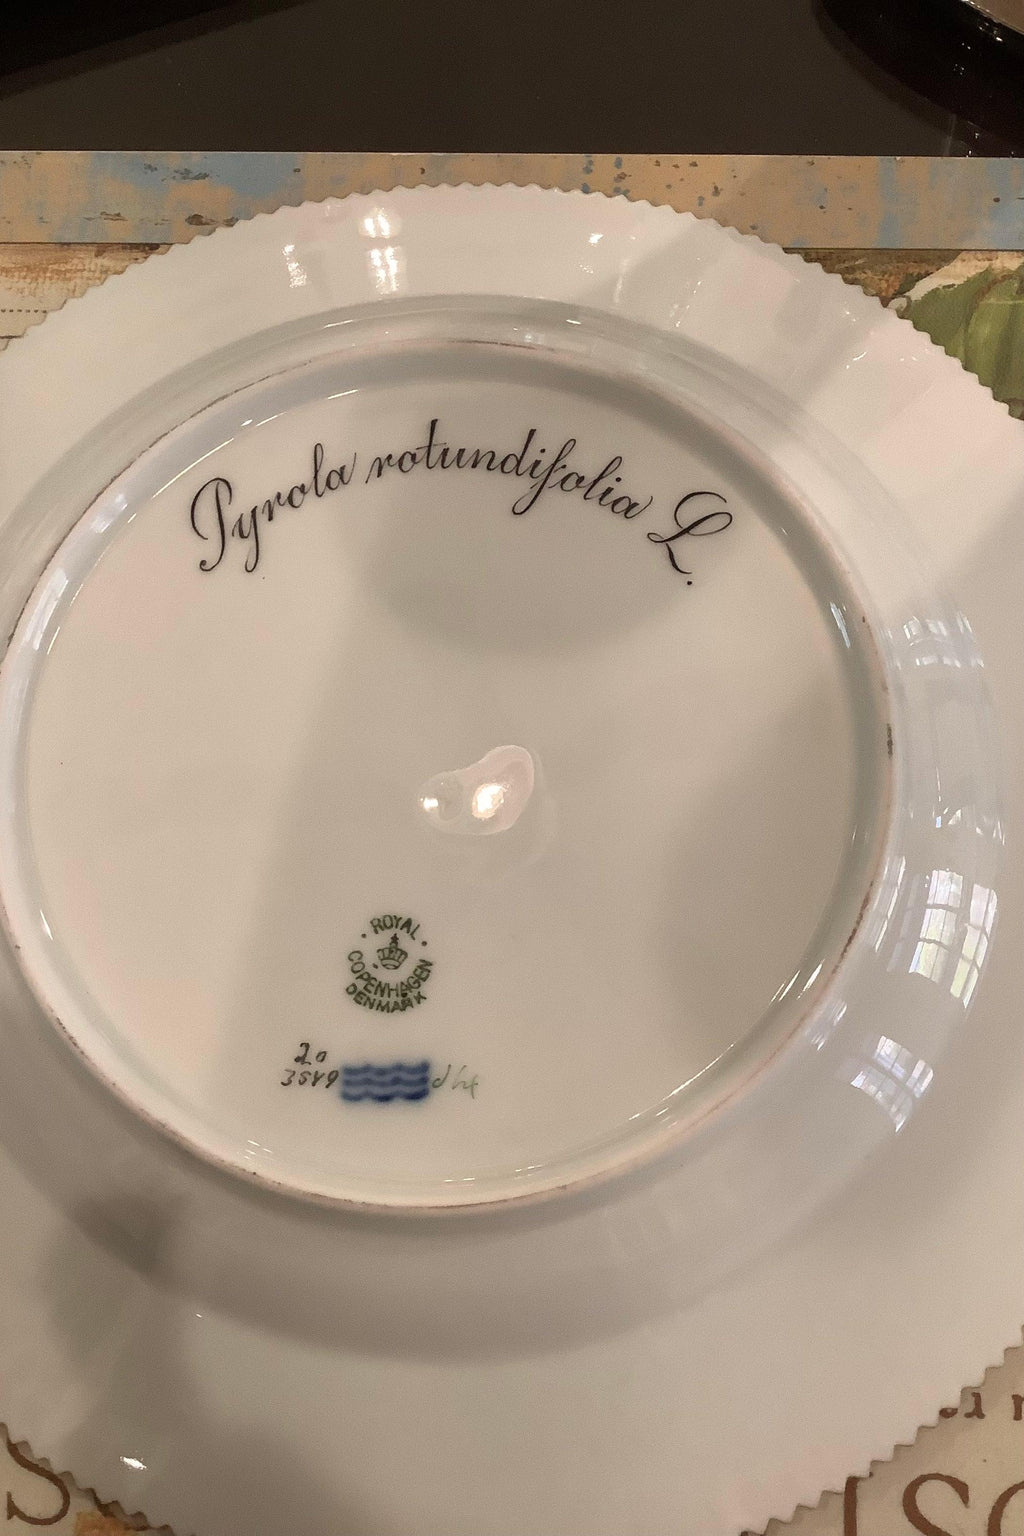 Pyrola rotundifolia L.
· ROYAL ·
COPENHAGEN
DENMARK
20
3549